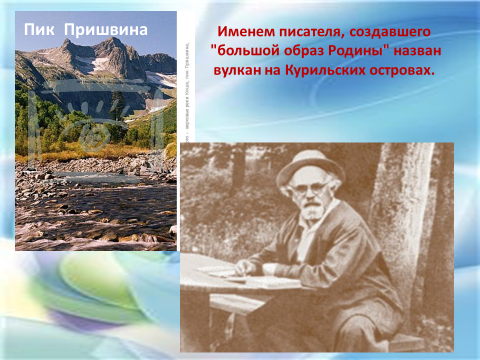 Пик Пришвина
Именем писателя, создавшего
"большой образ Родины" назван
вулкан на Курильских островах.